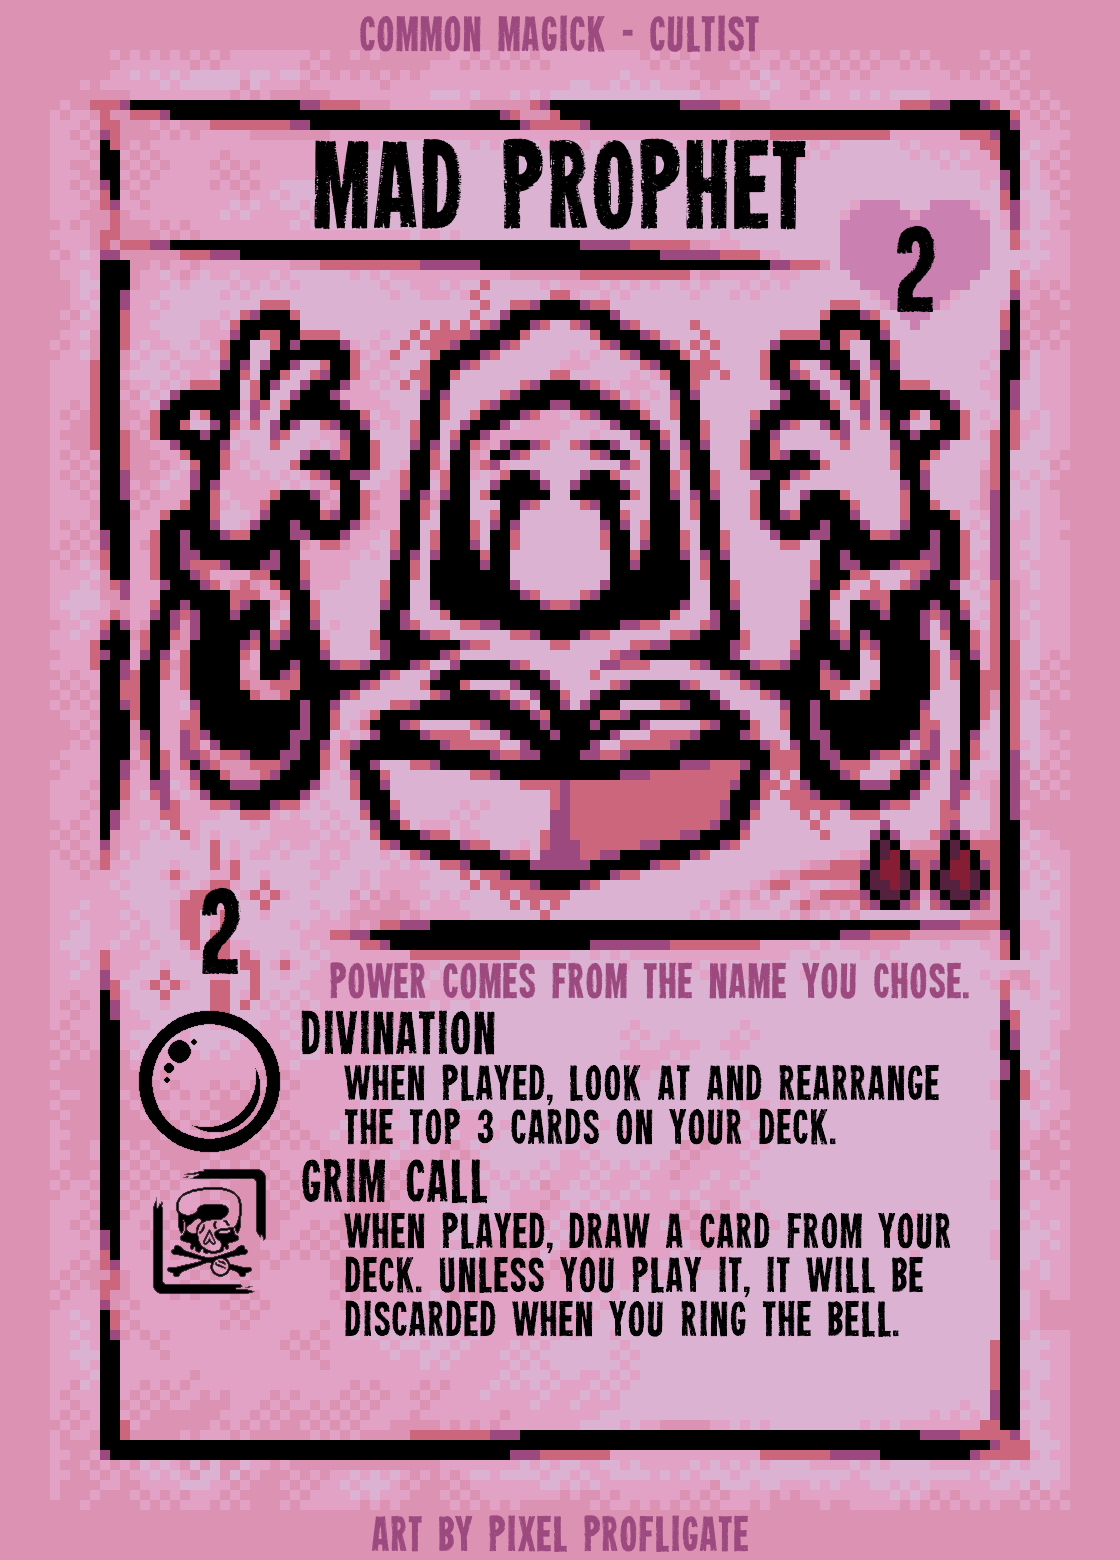 COMMON MAGICK - CULTIST
MAD PROPHET
2
2
POWER COMES FROM THE NAME YOU CHOSE.
DIVINATION
WHEN PLAYED, LOOK AT AND REARRANGE
THE TOP 3 CARDS ON YOUR DECK.
GRIM CALL
WHEN PLAYED, DRAW A CARD FROM YOUR
DECK. UNLESS YOU PLAY IT, IT WILL BE
DISCARDED WHEN YOU RING THE BELL.
ART BY PIXEL PROFLIGATE